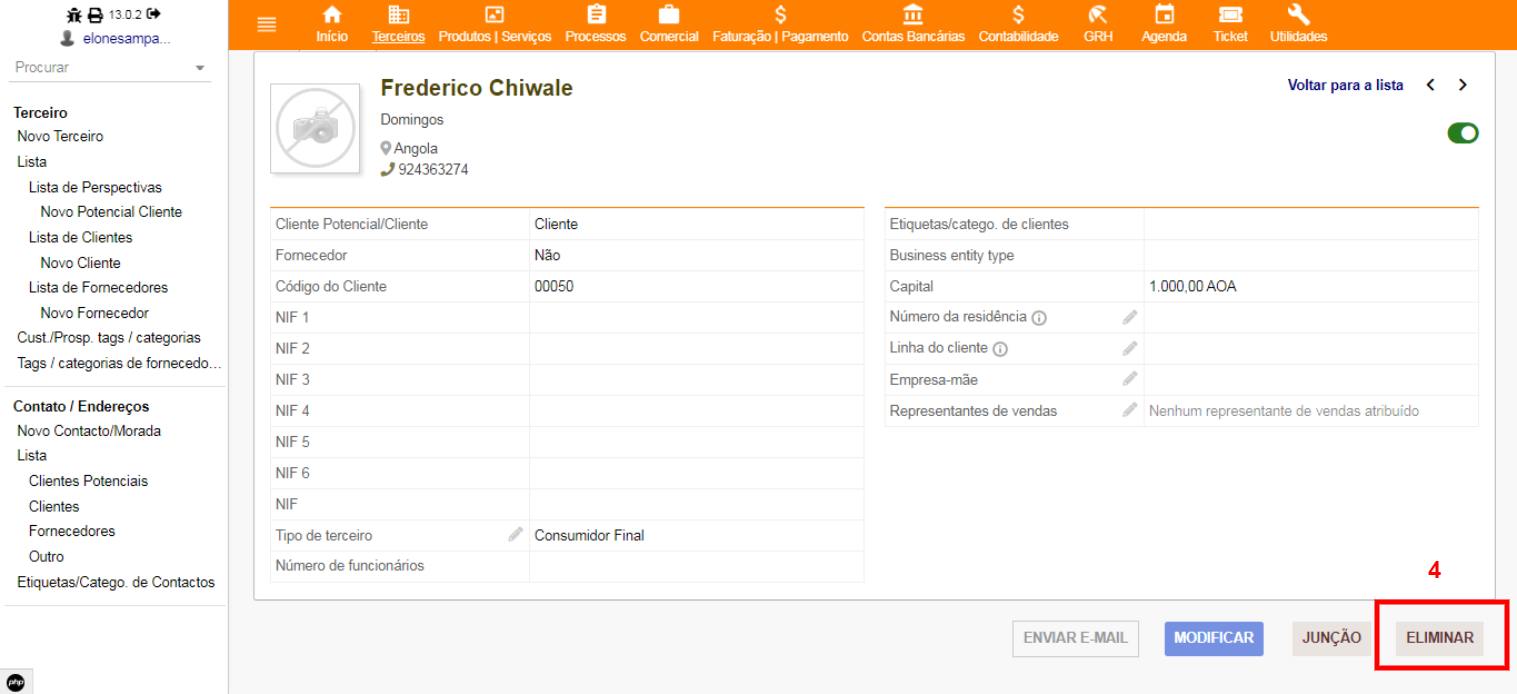 13.0.2
elonesampa...
Procurar
Início
Terceiros
Produtos | Serviços
Processos
Comercial
Faturação | Pagamento
Contas Bancárias
Contabilidade
GRH
Agenda
Ticket
Utilidades
Terceiro
Novo Terceiro
Lista
Lista de Perspectivas
Novo Potencial Cliente
Lista de Clientes
Novo Cliente
Lista de Fornecedores
Novo Fornecedor
Cust./Prosp. tags / categorias
Tags / categorias de fornecedo...
Contato / Endereços
Novo Contacto/Morada
Lista
Clientes Potenciais
Clientes
Fornecedores
Outro
Etiquetas/Catego. de Contactos
php
Frederico Chiwale
Domingos
Angola
924363274
Voltar para a lista
Cliente Potencial/Cliente Cliente
Fornecedor Não
Código do Cliente 00050
NIF 1
NIF 2
NIF 3
NIF 4
NIF 5
NIF 6
NIF
Tipo de terceiro Consumidor Final
Número de funcionários
Etiquetas/catego. de clientes
Business entity type
Capital 1.000,00 AOA
Número da residência
Linha do cliente
Empresa-mãe
Representantes de vendas Nenhum representante de vendas atribuído
4
ENVIAR E-MAIL
MODIFICAR
JUNÇÃO
ELIMINAR